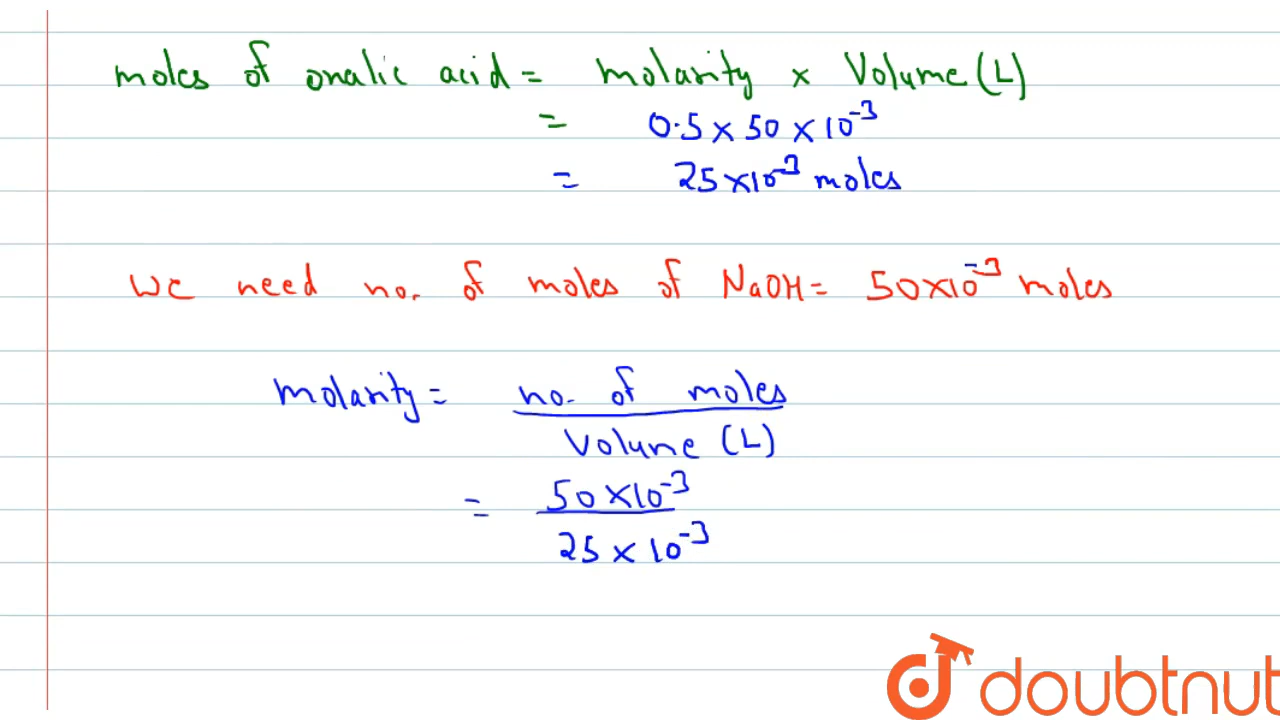 moles of onalic acid = molarity × Volume (L)
= 0.5 × 50 × 10⁻³
= 25 × 10⁻³ moles
We need no. of moles of NaOH = 50×10⁻³ moles
molarity = no. of moles
Volume (L)
= 50 × 10⁻³
25 × 10⁻³
doubtnut